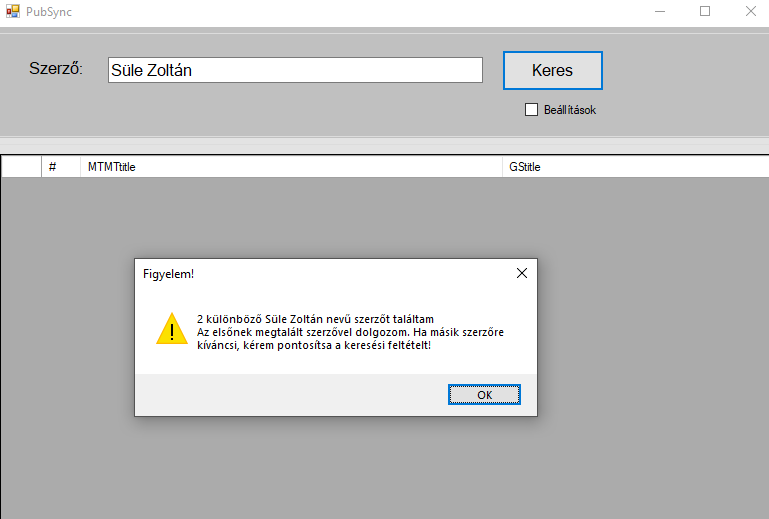 PubSync
Szerző:
Süle Zoltán
Keres
Beállítások
#
MTMTtitle
GStitle
Figyelem!
2 különböző Süle Zoltán nevű szerzőt találtam
Az elsőnek megtalált szerzővel dolgozom. Ha másik szerzőre
kíváncsi, kérem pontosítsa a keresési feltételt!
OK